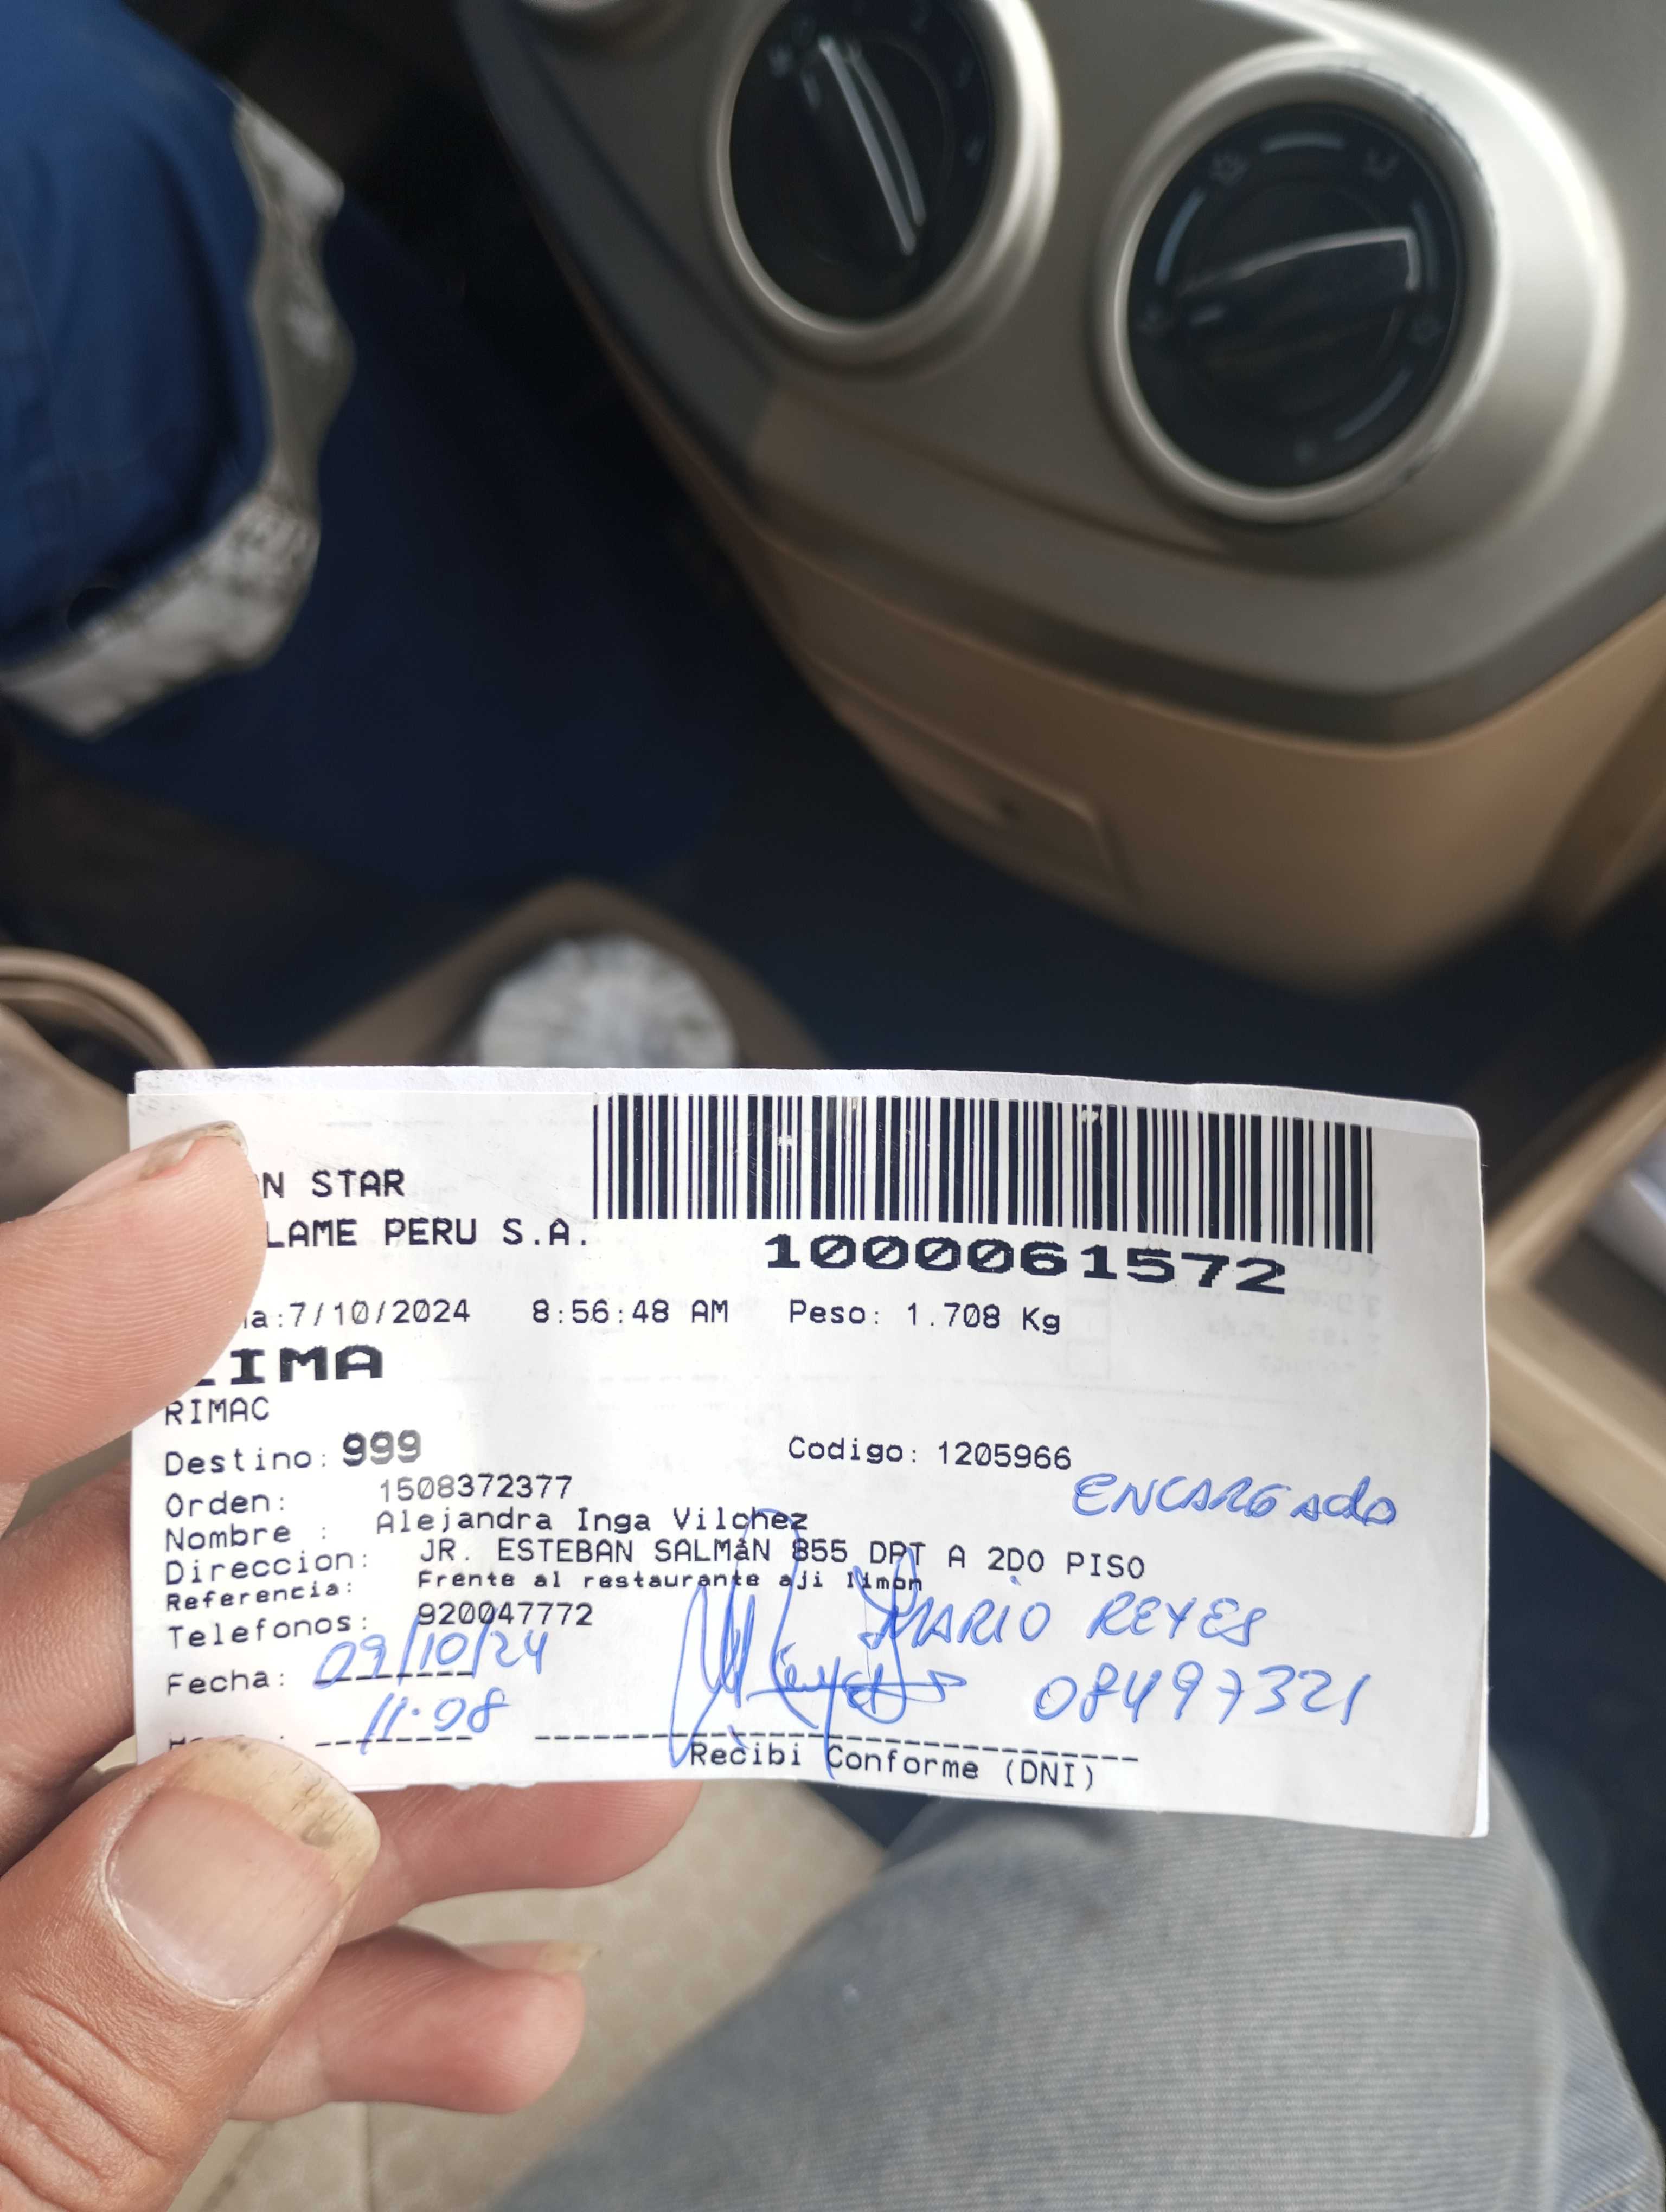 N STAR
LAME PERU S.A.
1000061572
a:7/10/2024 8:56:48 AM Peso: 1.708 Kg
LIMA
RIMAC
Destino: 999 Codigo: 1205966
Orden: 1508372377
ENCARGADO
Nombre : Alejandra Inga Vilchez
Direccion: JR. ESTEBAN SALMáN 855 DPT A 2DO PISO
Referencia: Frente al restaurante aji limon
Telefonos: 920047772
MARIO REYES
Fecha: 09/10/24
08497321
11:08
Recibi Conforme (DNI)